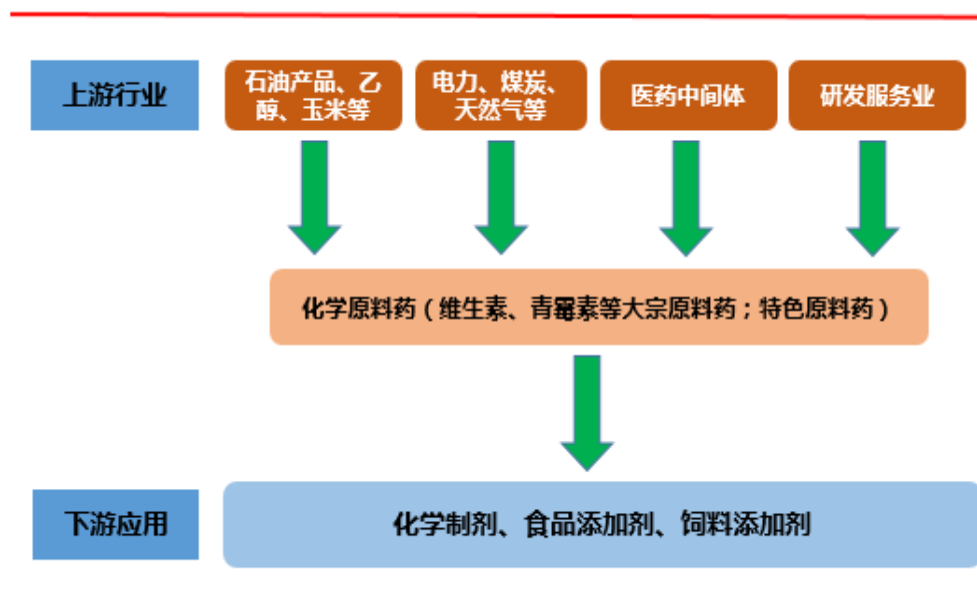 上游行业
石油产品、乙
醇、玉米等
电力、煤炭、
天然气等
医药中间体
研发服务业
化学原料药（维生素、青霉素等大宗原料药；特色原料药）
下游应用
化学制剂、食品添加剂、饲料添加剂